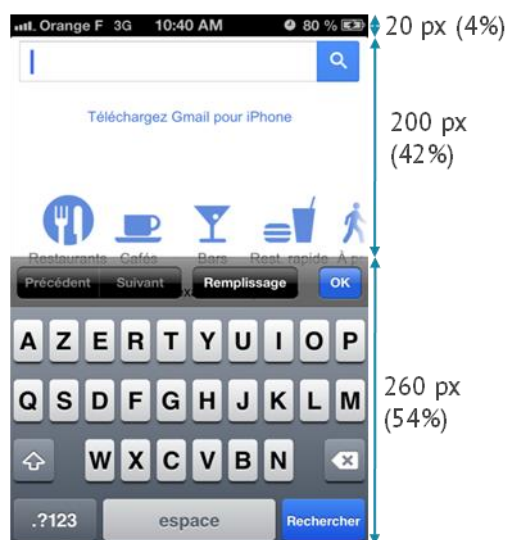 Orange F 3G 10:40 AM 80 %
20 px (4%)
Téléchargez Gmail pour iPhone
200 px
(42%)
Restaurants Cafés Bars Rest. rapide
Précédent Suivant Remplissage OK
A Z E R T Y U I O P
Q S D F G H J K L M
260 px
(54%)
W X C V B N
.?123 espace Rechercher